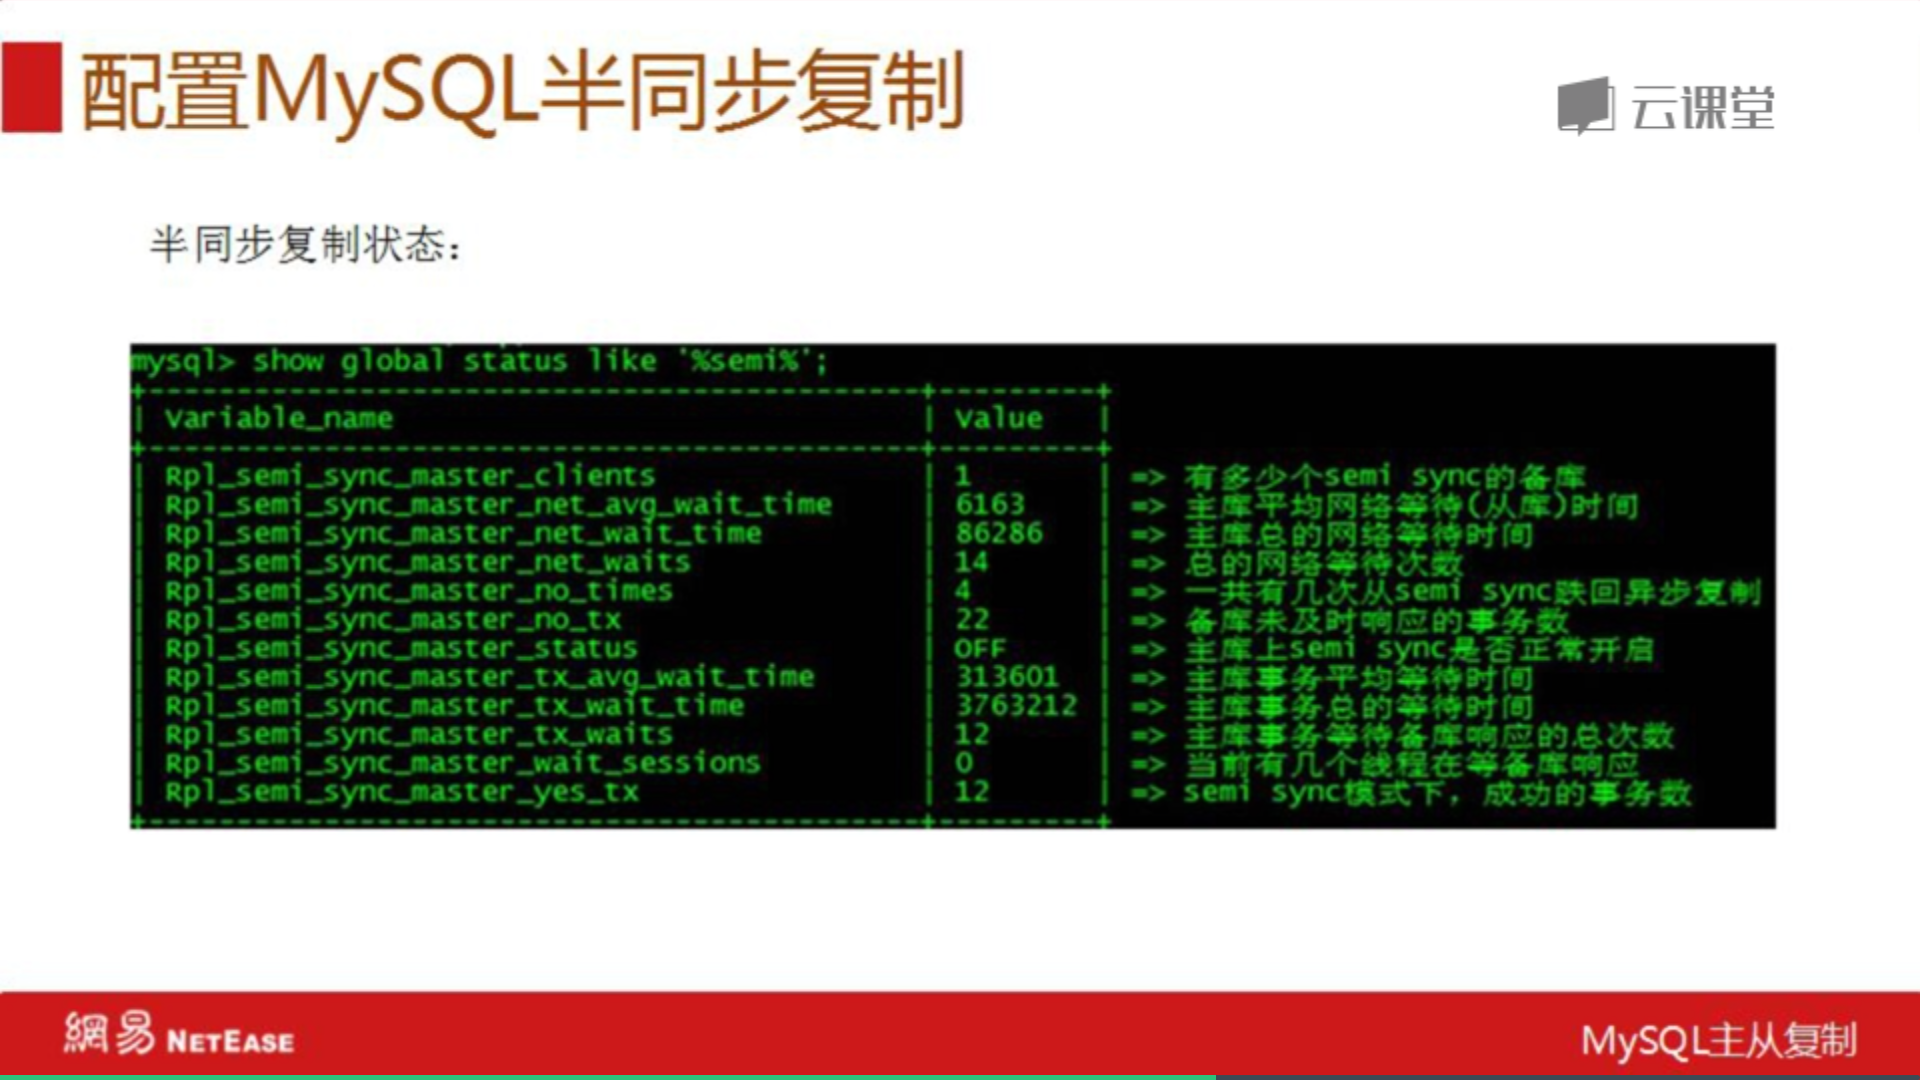 配置MySQL半同步复制
云课堂
半同步复制状态：
mysql> show global status like '%semi%';
+---------------------------------------------+----------+
| Variable_name | Value |
+---------------------------------------------+----------+
| Rpl_semi_sync_master_clients | 1 | => 有多少个semi sync的备库
| Rpl_semi_sync_master_net_avg_wait_time | 6163 | => 主库平均网络等待(从库)时间
| Rpl_semi_sync_master_net_wait_time | 86286 | => 主库总的网络等待时间
| Rpl_semi_sync_master_net_waits | 14 | => 总的网络等待次数
| Rpl_semi_sync_master_no_times | 4 | => 一共有几次从semi sync跌回异步复制
| Rpl_semi_sync_master_no_tx | 22 | => 备库未及时响应的事务数
| Rpl_semi_sync_master_status | OFF | => 主库上semi sync是否正常开启
| Rpl_semi_sync_master_tx_avg_wait_time | 313601 | => 主库事务平均等待时间
| Rpl_semi_sync_master_tx_wait_time | 3763212 | => 主库事务总的等待时间
| Rpl_semi_sync_master_tx_waits | 12 | => 主库事务等待备库响应的总次数
| Rpl_semi_sync_master_wait_sessions | 0 | => 当前有几个线程在等备库响应
| Rpl_semi_sync_master_yes_tx | 12 | => semi sync模式下，成功的事务数
+---------------------------------------------+----------+
網易 NETEASE
MySQL主从复制